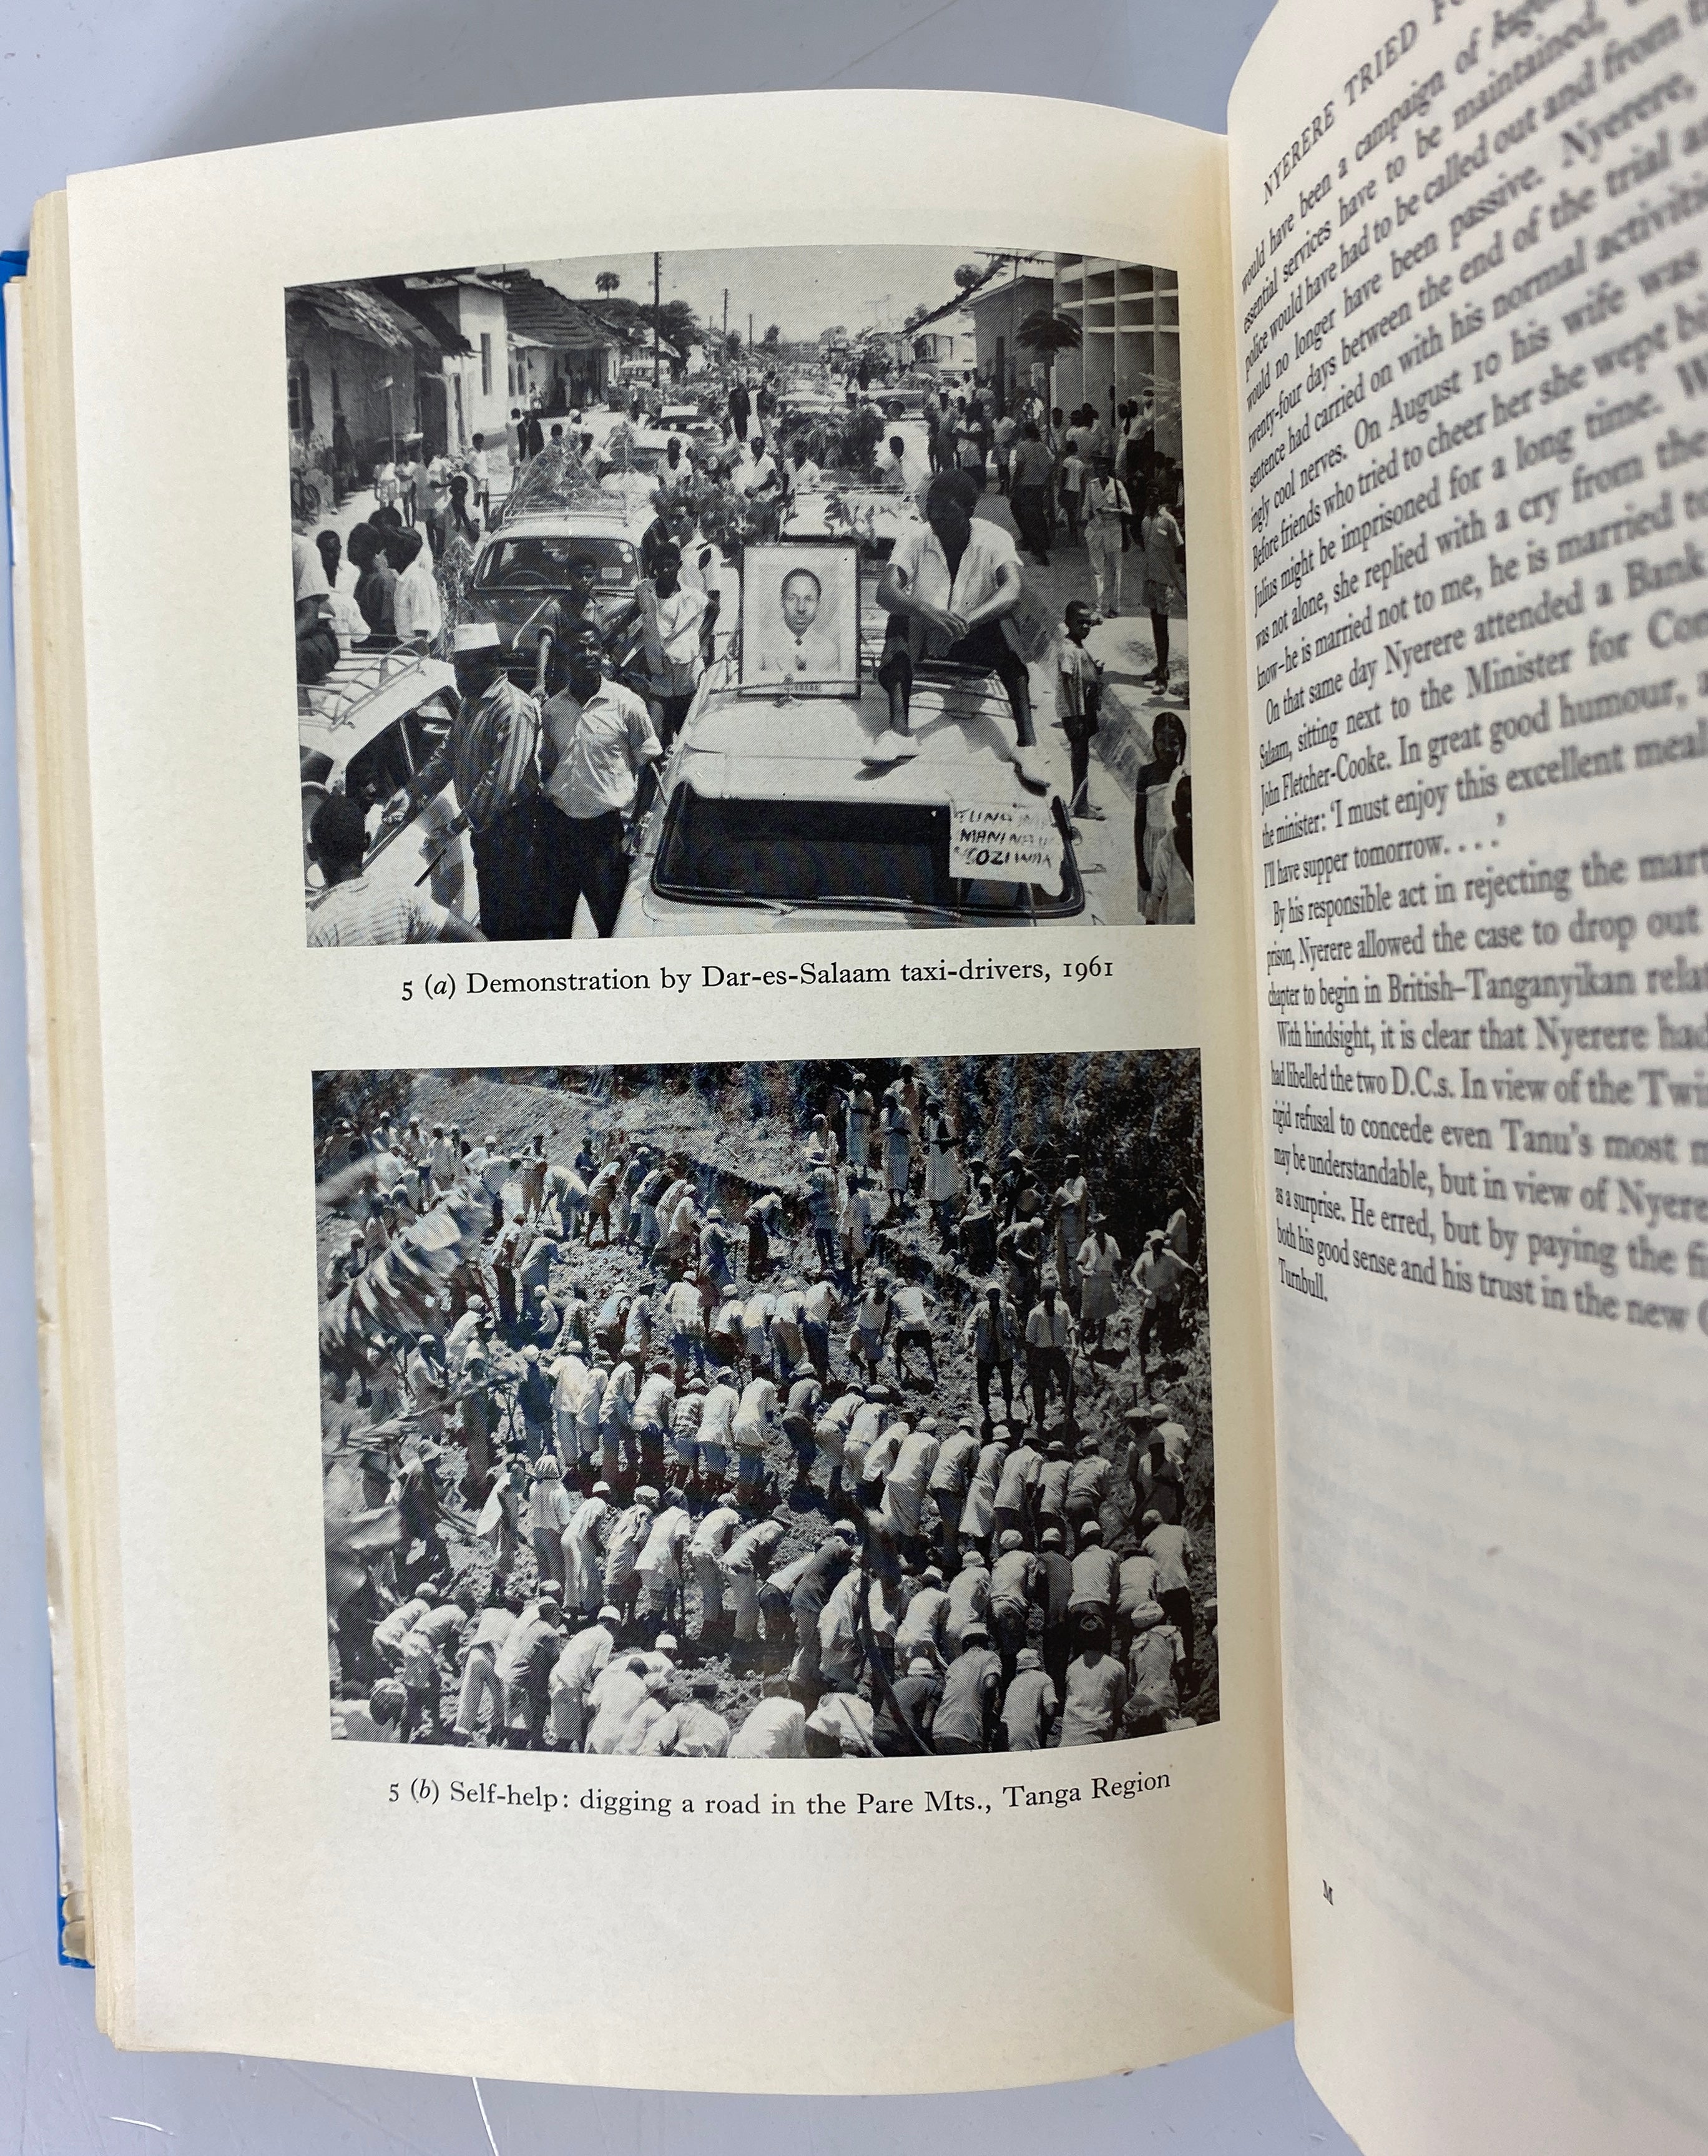 NYERERE
MANI NA
5 (a) Demonstration by Dar-es-Salaam taxi-drivers, 1961
5 (b) Self-help: digging a road in the Pare Mts., Tanga Region
NYERERE TRIED
would have been a campaign of
essential services have to be maintained,
police would have had to be called out and from
would no longer have been passive. Nyerere,
twenty-four days between the end of the trial
sentence had carried on with his normal
ingly cool nerves. On August 10 his wife was
Before friends who tried to cheer her she wept
Julius might be imprisoned for a long time.
was not alone, she replied with a cry from the
know–he is married not to me, he is married to
On that same day Nyerere attended a Bank
Salaam, sitting next to the Minister for
John Fletcher-Cooke. In great good humour,
the minister: 'I must enjoy this excellent meal
I'll have supper tomorrow. . . .'
By his responsible act in rejecting the
prison, Nyerere allowed the case to drop out
chapter to begin in British–Tanganyikan
With hindsight, it is clear that Nyerere had
had libelled the two D.C.s. In view of the
rigid refusal to concede even Tanu's most
may be understandable, but in view of
as a surprise. He erred, but by paying the
both his good sense and his trust in the new
Turnbull.
M